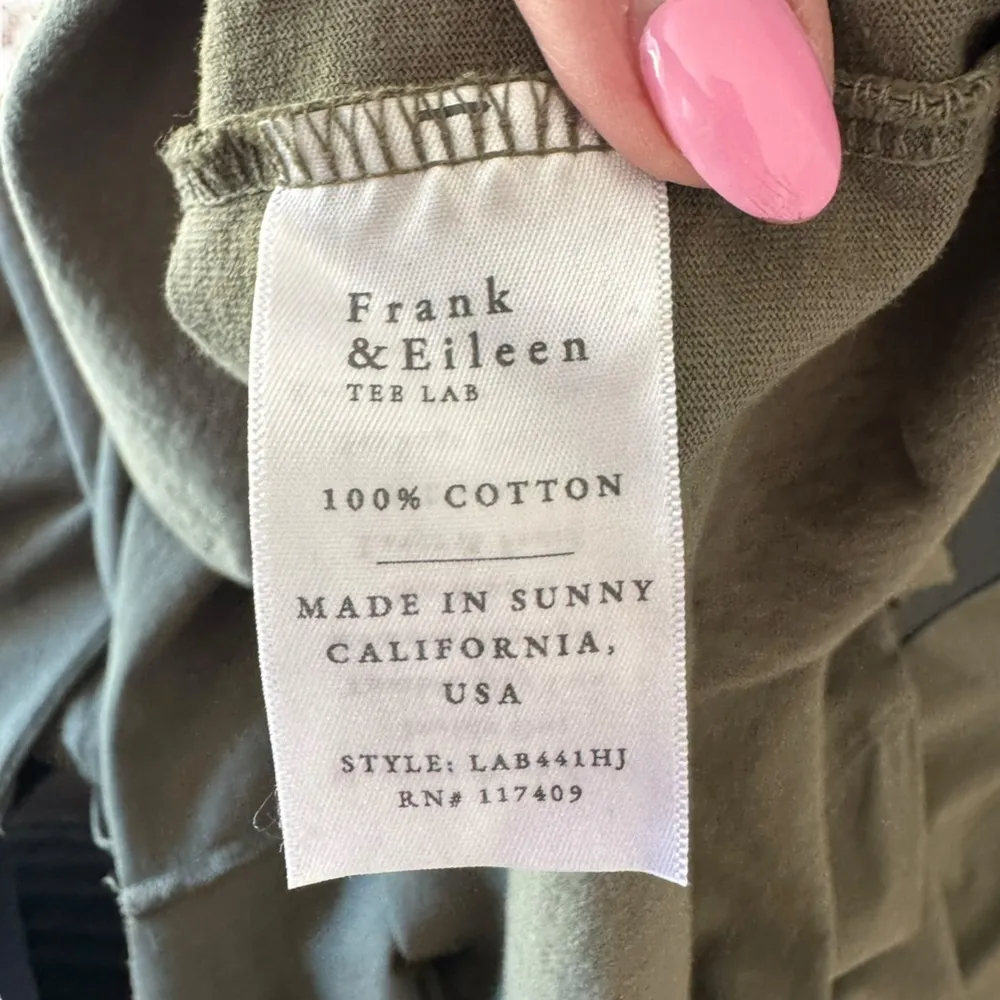 Frank
& Eileen
TEE LAB
100% COTTON
MADE IN SUNNY
CALIFORNIA,
USA
STYLE: LAB441HJ
RN# 117409